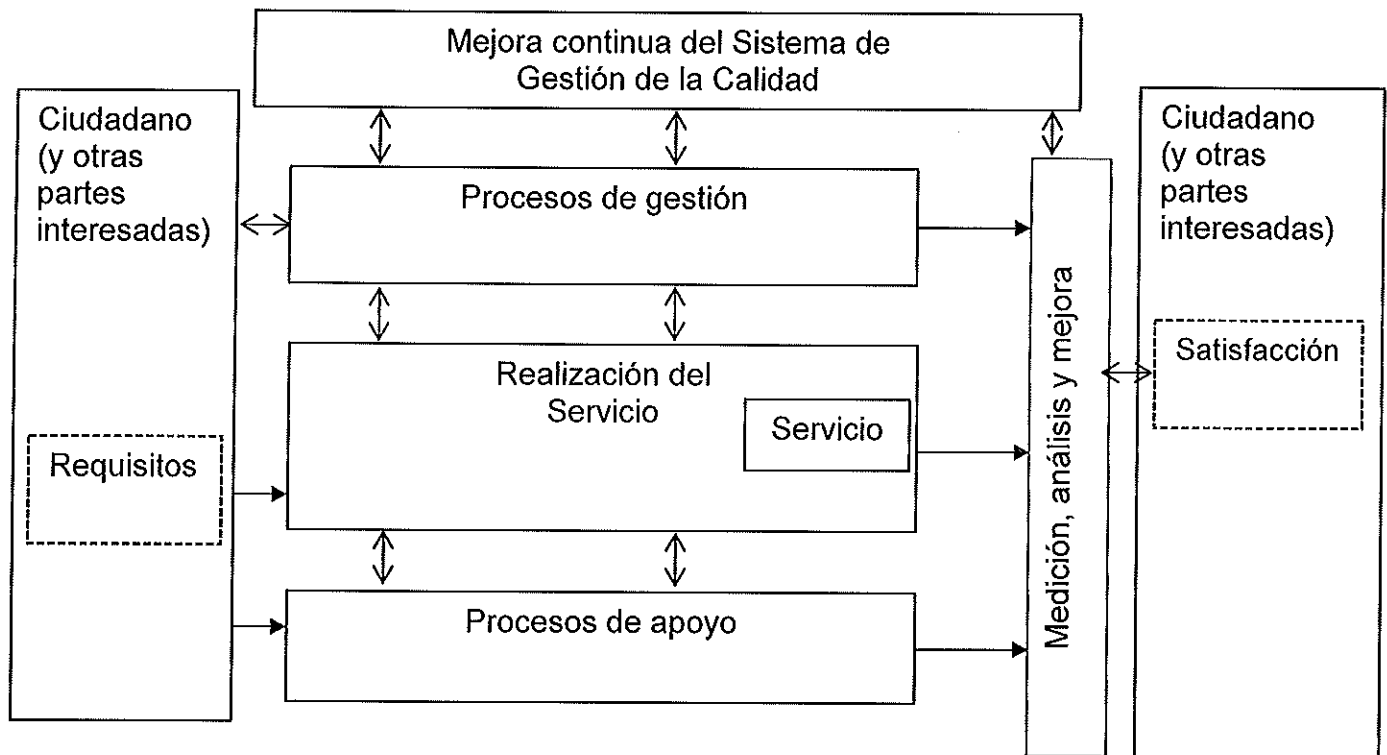 Mejora continua del Sistema de
Gestión de la Calidad
Ciudadano
(y otras
partes
interesadas)
Requisitos
Procesos de gestión
Realización del
Servicio
Servicio
Procesos de apoyo
Medición, análisis y mejora
Ciudadano
(y otras
partes
interesadas)
Satisfacción